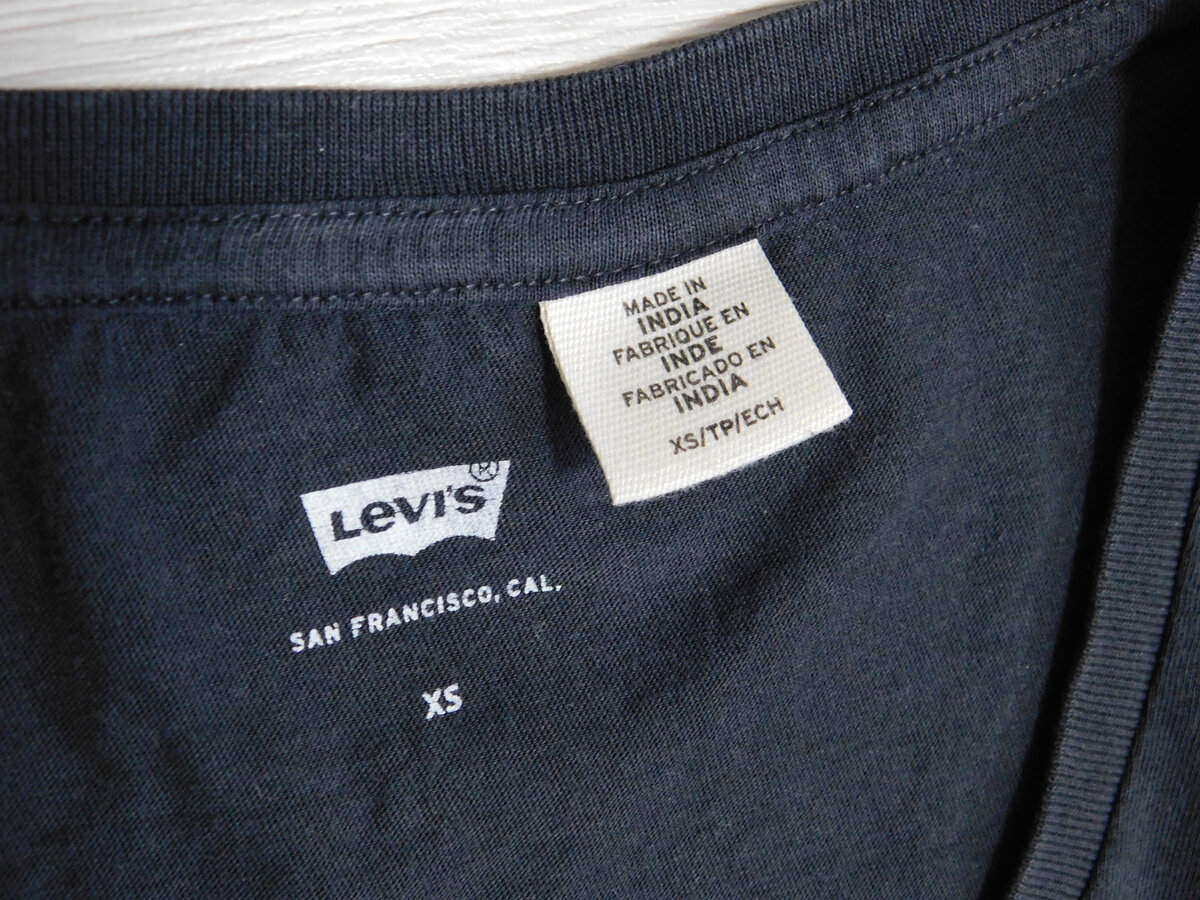 MADE IN
INDIA
FABRIQUE EN
INDE
FABRICADO EN
INDIA
XS/TP/ECH
LEVI'S®
SAN FRANCISCO, CAL.
XS